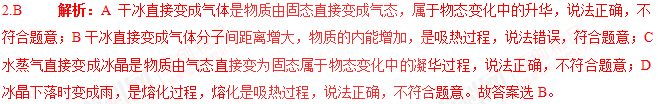 2.B 解析：A 干冰直接变成气体是物质由固态直接变成气态，属于物态变化中的升华，说法正确，不
符合题意；B 干冰直接变成气体分子间距离增大，物质的内能增加，是吸热过程，说法错误，符合题意；C
水蒸气直接变成冰晶是物质由气态直接变为固态属于物态变化中的凝华过程，说法正确，不符合题意；D
冰晶下落时变成雨，是熔化过程，熔化是吸热过程，说法正确，不符合题意。故答案选 B。